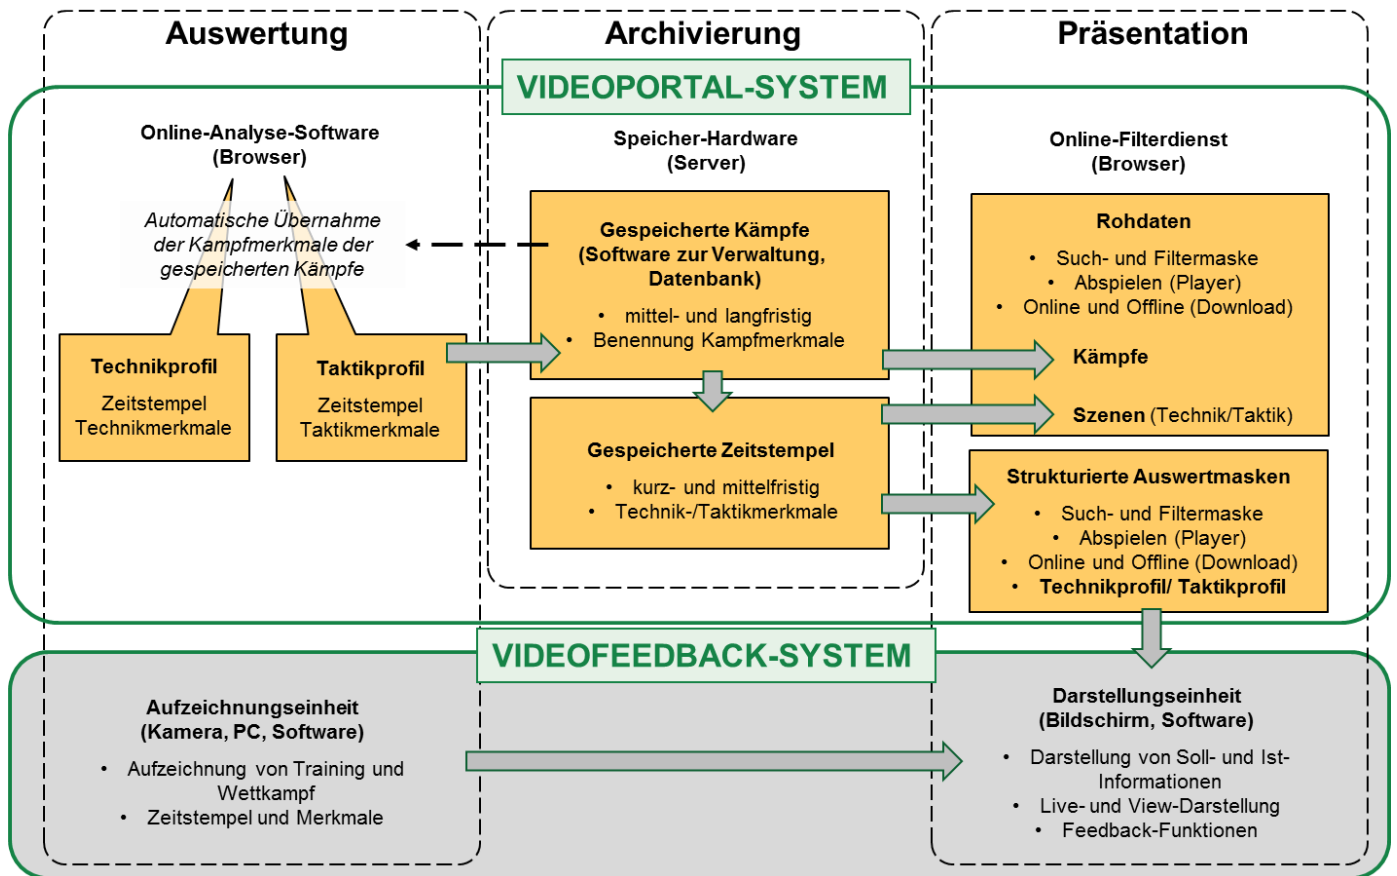 Auswertung
Archivierung
Präsentation
VIDEOPORTAL-SYSTEM
Online-Analyse-Software
(Browser)
Automatische Übernahme
der Kampfmerkmale der
gespeicherten Kämpfe
Technikprofil
Zeitstempel
Technikmerkmale
Taktikprofil
Zeitstempel
Taktikmerkmale
Speicher-Hardware
(Server)
Gespeicherte Kämpfe
(Software zur Verwaltung,
Datenbank)
• mittel- und langfristig
• Benennung Kampfmerkmale
Gespeicherte Zeitstempel
• kurz- und mittelfristig
• Technik-/Taktikmerkmale
Online-Filterdienst
(Browser)
Rohdaten
• Such- und Filtermaske
• Abspielen (Player)
• Online und Offline (Download)
Kämpfe
Szenen (Technik/Taktik)
Strukturierte Auswertmasken
• Such- und Filtermaske
• Abspielen (Player)
• Online und Offline (Download)
• Technikprofil/ Taktikprofil
VIDEOFEEDBACK-SYSTEM
Aufzeichnungseinheit
(Kamera, PC, Software)
• Aufzeichnung von Training und
Wettkampf
• Zeitstempel und Merkmale
Darstellungseinheit
(Bildschirm, Software)
• Darstellung von Soll- und Ist-
Informationen
• Live- und View-Darstellung
• Feedback-Funktionen